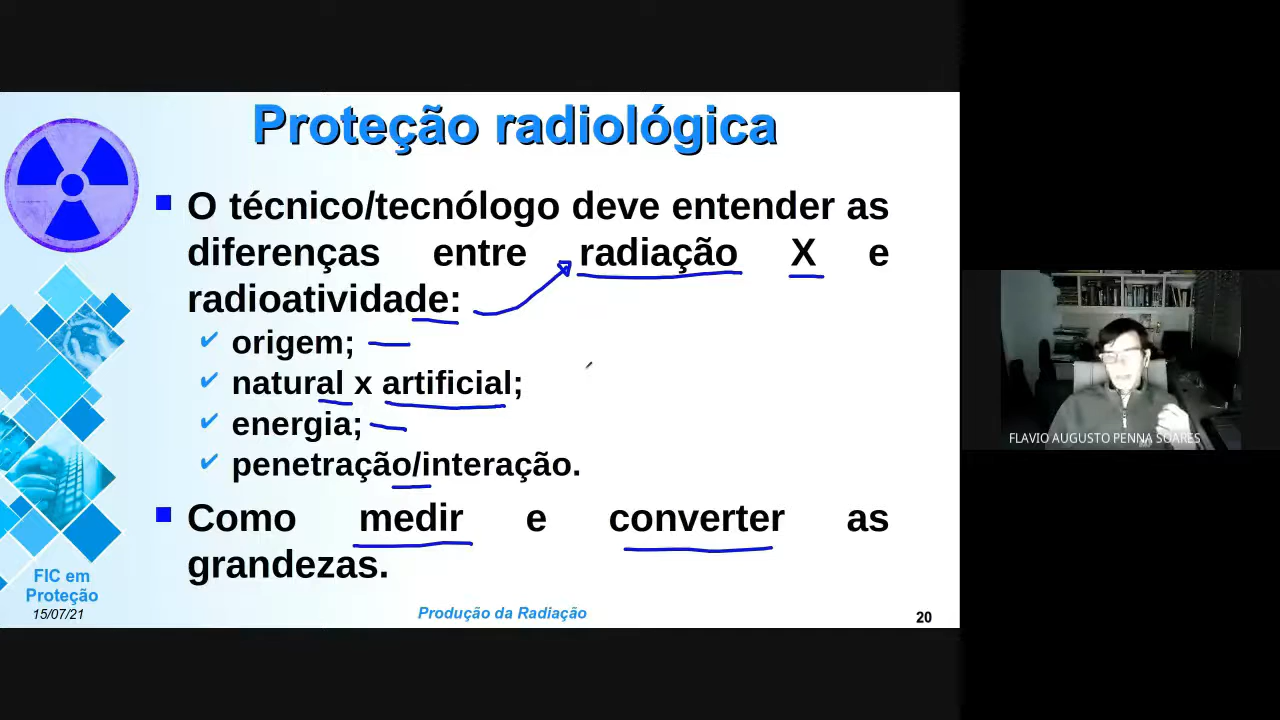 Proteção radiológica
O técnico/tecnólogo deve entender as
diferenças entre radiação X e
radioatividade:
origem;
natural x artificial;
energia;
penetração/interação.
Como medir e converter as
grandezas.
FIC em
Proteção
15/07/21
Produção da Radiação
20
FLAVIO AUGUSTO PENNA SOARES